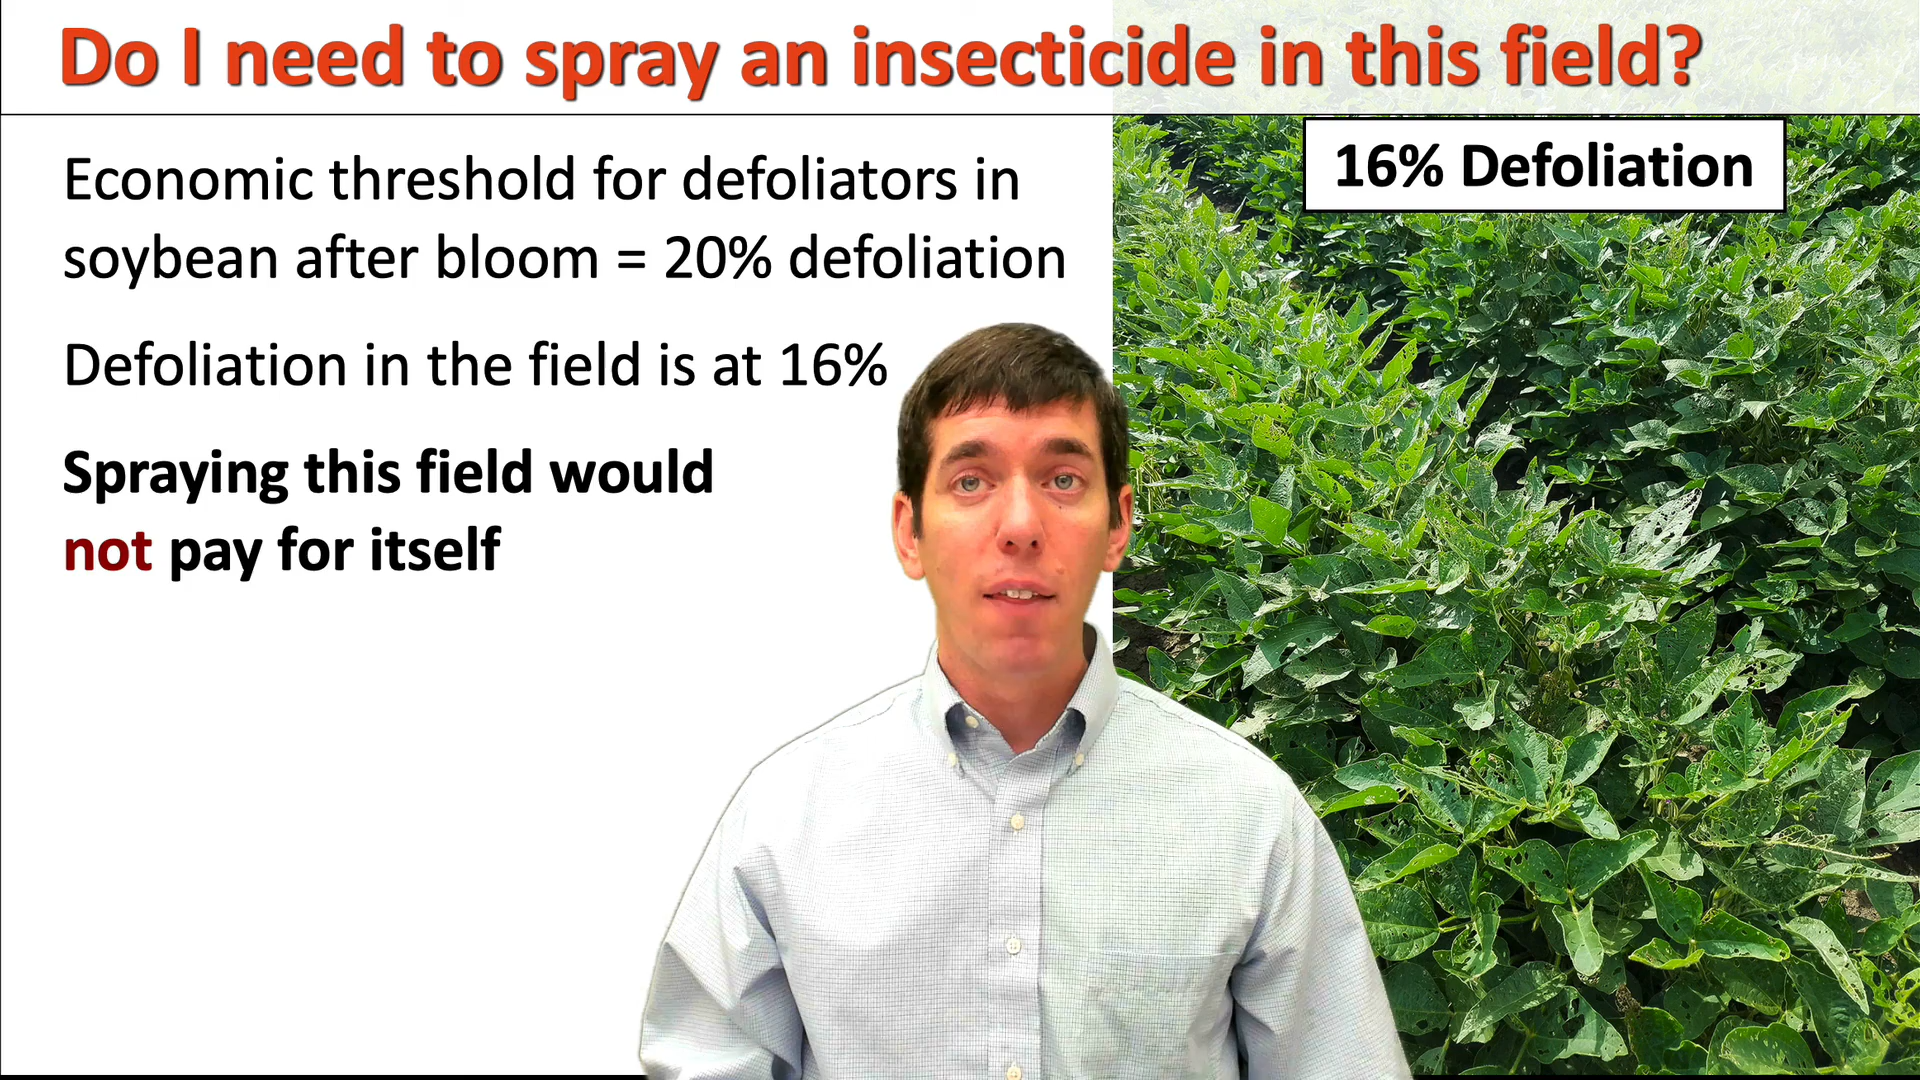 Do I need to spray an insecticide in this field?
Economic threshold for defoliators in
soybean after bloom = 20% defoliation
Defoliation in the field is at 16%
Spraying this field would
not pay for itself
16% Defoliation